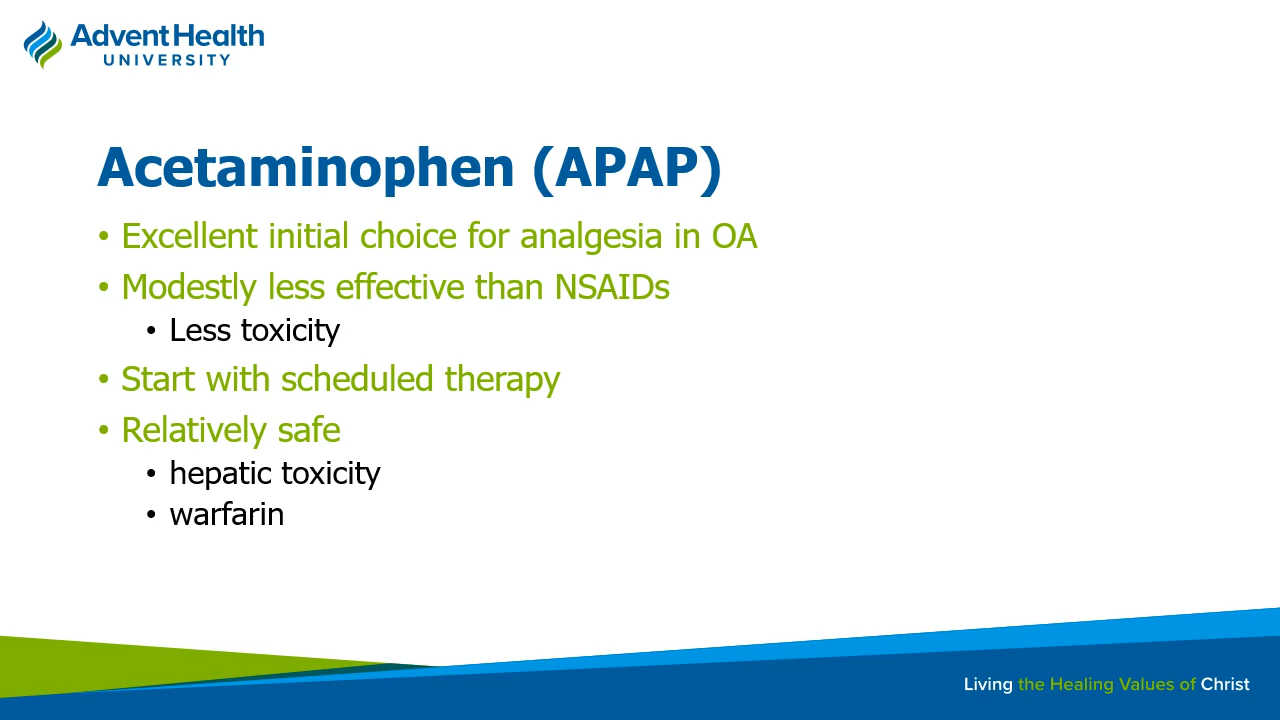 AdventHealth
UNIVERSITY
Acetaminophen (APAP)
• Excellent initial choice for analgesia in OA
• Modestly less effective than NSAIDs
• Less toxicity
• Start with scheduled therapy
• Relatively safe
• hepatic toxicity
• warfarin
Living the Healing Values of Christ